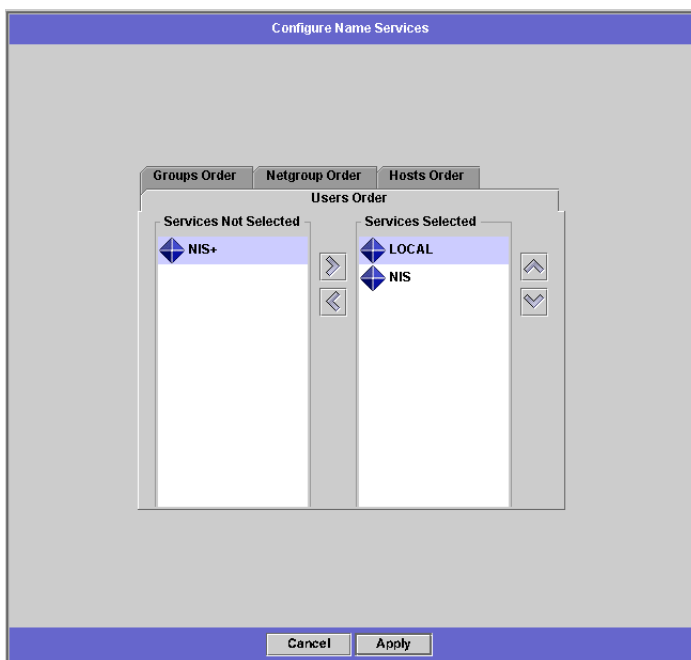 Configure Name Services
Groups Order Netgroup Order Hosts Order
Users Order
Services Not Selected Services Selected
NIS+ LOCAL
NIS
Cancel Apply